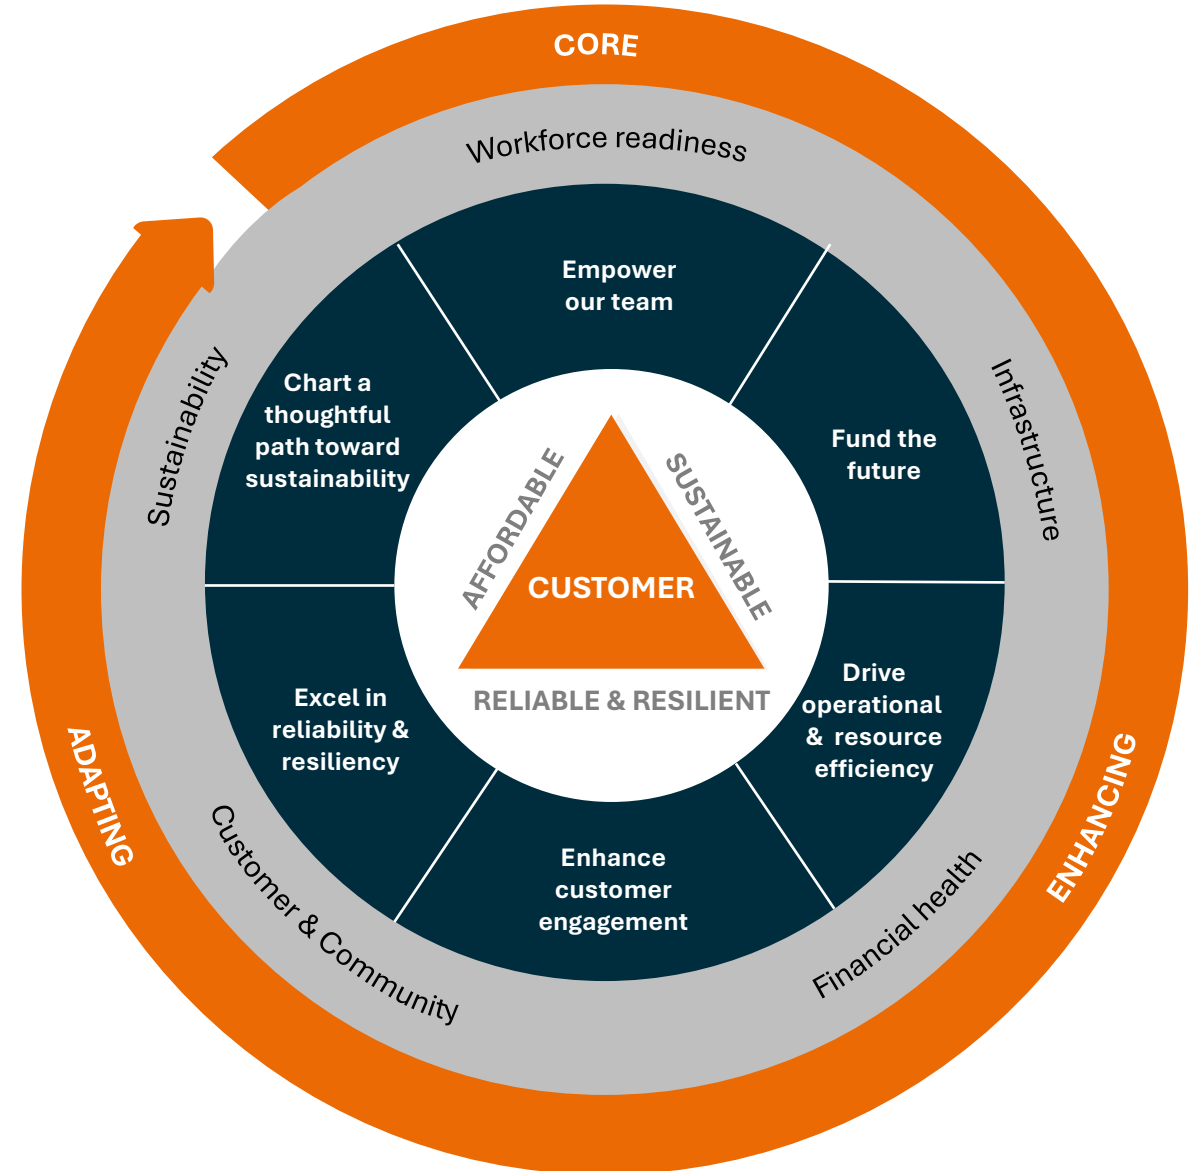 CORE
Workforce readiness
Infrastructure
Financial health
Customer & Community
Sustainability
ENHANCING
ADAPTING
Empower
our team
Fund the
future
Drive
operational
& resource
efficiency
Enhance
customer
engagement
Excel in
reliability &
resiliency
Chart a
thoughtful
path toward
sustainability
AFFORDABLE
SUSTAINABLE
CUSTOMER
RELIABLE & RESILIENT